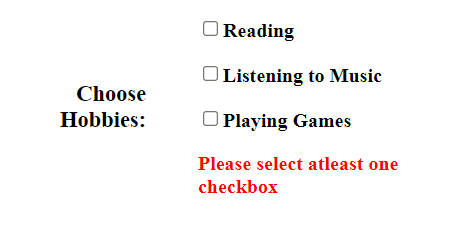 Reading
Listening to Music
Choose
Hobbies:
Playing Games
Please select atleast one
checkbox